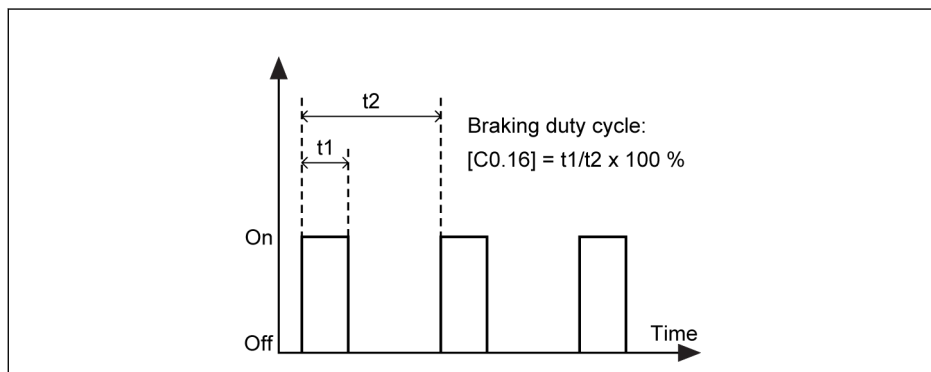 t2
Braking duty cycle:
t1
[C0.16] = t1/t2 x 100 %
On
Off
Time